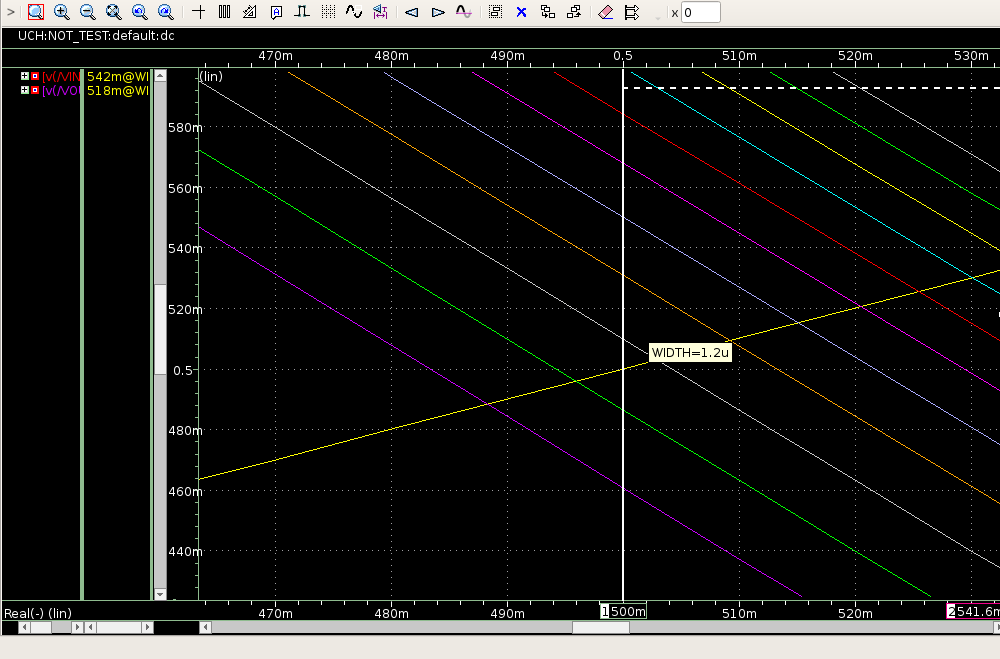 > x 0
UCH:NOT_TEST:default:dc
470m 480m 490m 0.5 510m 520m 530m
[v(/VIN 542m@WI
[v(/VO 518m@WI
(lin)
580m
560m
540m
520m
WIDTH=1.2u
0.5
480m
460m
440m
Real(-) (lin) 470m 480m 490m 1 500m 510m 520m 2 541.6m